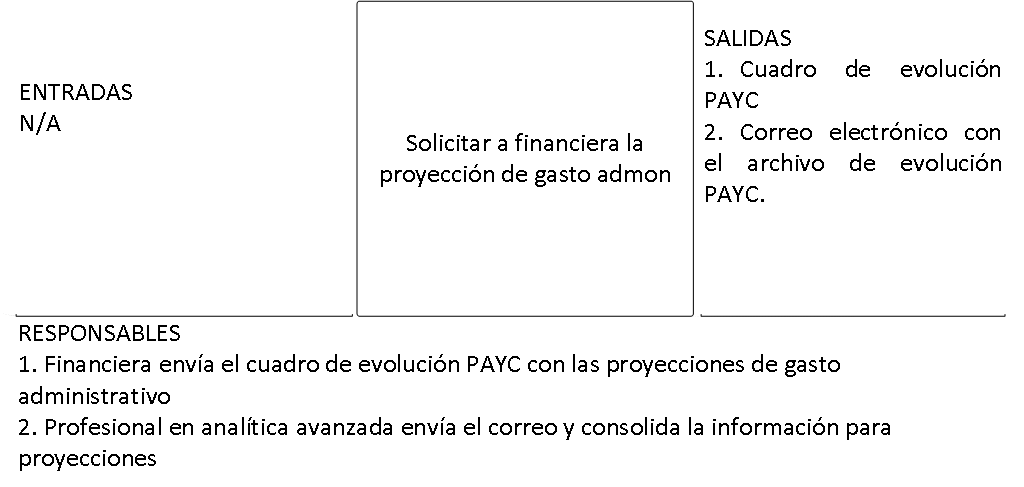 ENTRADAS
N/A
Solicitar a financiera la
proyección de gasto admon
SALIDAS
1. Cuadro de evolución
PAYC
2. Correo electrónico con
el archivo de evolución
PAYC.
RESPONSABLES
1. Financiera envía el cuadro de evolución PAYC con las proyecciones de gasto
administrativo
2. Profesional en analítica avanzada envía el correo y consolida la información para
proyecciones